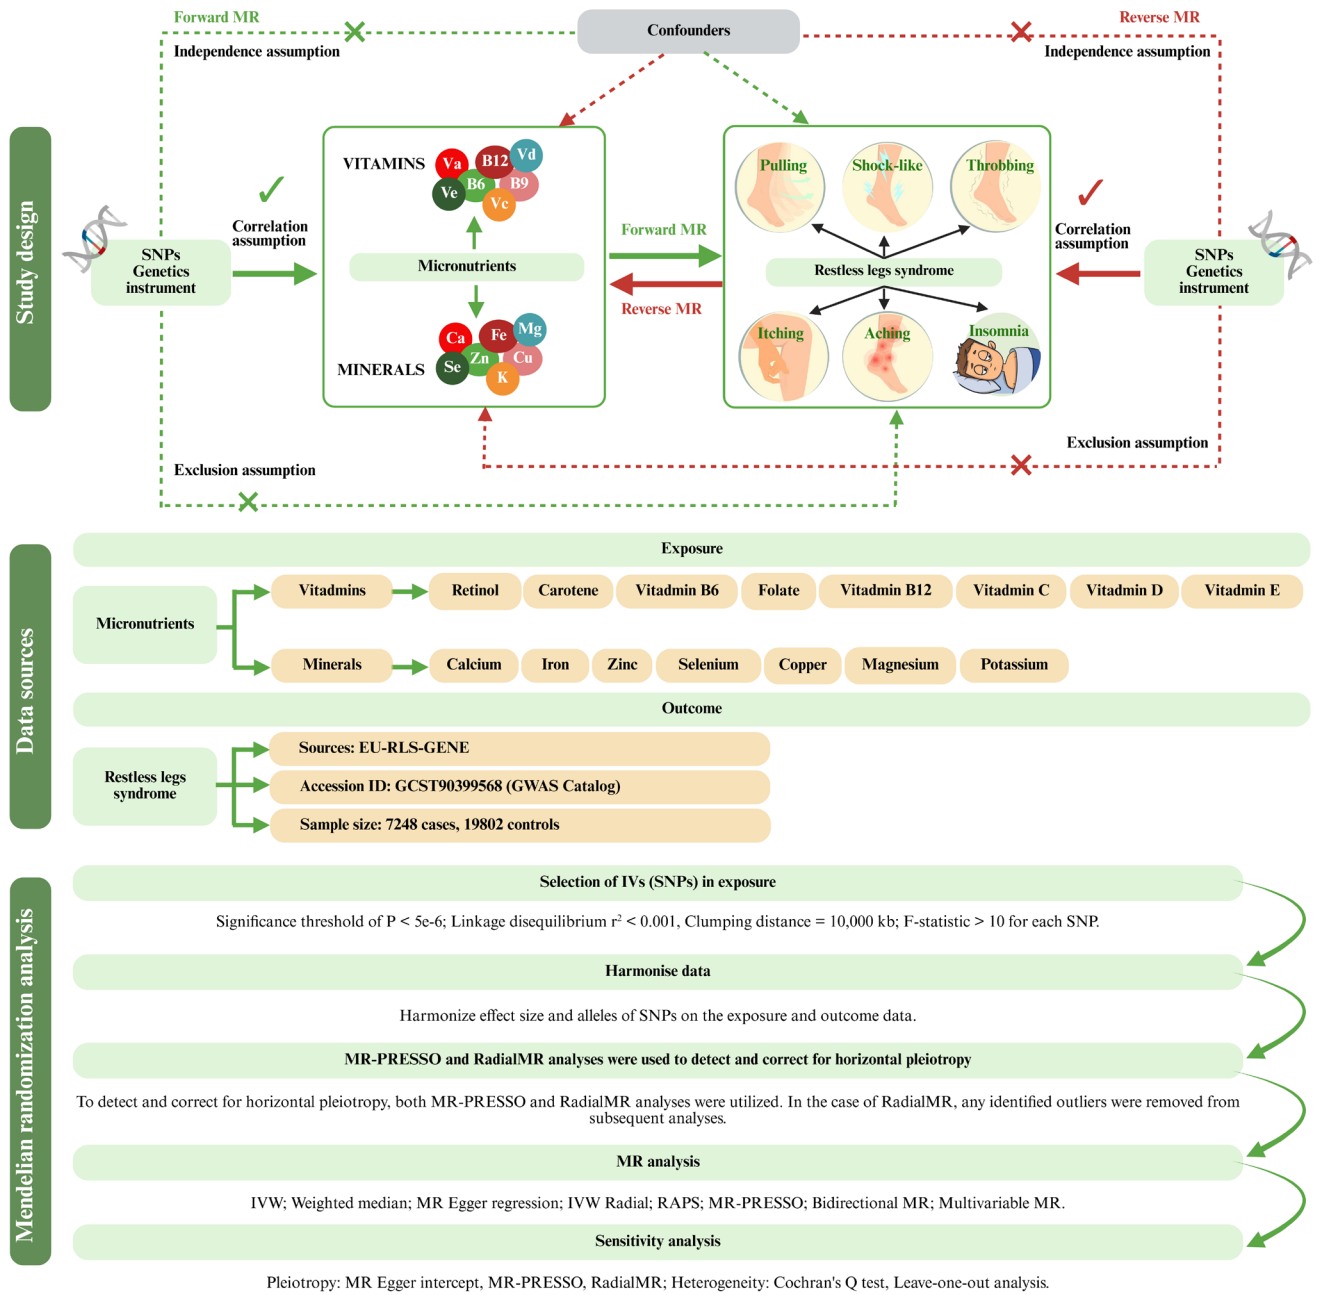 Forward MR
Confounders
Reverse MR
Independence assumption
Independence assumption
Study design
VITAMINS
Va
B12
Vd
Ve
B6
B9
Vc
Pulling
Shock-like
Throbbing
Correlation
assumption
Correlation
assumption
SNPs
Genetics
instrument
Micronutrients
Forward MR
Reverse MR
Restless legs syndrome
SNPs
Genetics
instrument
MINERALS
Ca
Fe
Mg
Se
Zn
Cu
K
Itching
Aching
Insomnia
Exclusion assumption
Exclusion assumption
Data sources
Exposure
Micronutrients
Vitadmins
Retinol
Carotene
Vitadmin B6
Folate
Vitadmin B12
Vitadmin C
Vitadmin D
Vitadmin E
Minerals
Calcium
Iron
Zinc
Selenium
Copper
Magnesium
Potassium
Outcome
Restless legs
syndrome
Sources: EU-RLS-GENE
Accession ID: GCST90399568 (GWAS Catalog)
Sample size: 7248 cases, 19802 controls
Mendelian randomization analysis
Selection of IVs (SNPs) in exposure
Significance threshold of P < 5e-6; Linkage disequilibrium r² < 0.001, Clumping distance = 10,000 kb; F-statistic > 10 for each SNP.
Harmonise data
Harmonize effect size and alleles of SNPs on the exposure and outcome data.
MR-PRESSO and RadialMR analyses were used to detect and correct for horizontal pleiotropy
To detect and correct for horizontal pleiotropy, both MR-PRESSO and RadialMR analyses were utilized. In the case of RadialMR, any identified outliers were removed from
subsequent analyses.
MR analysis
IVW; Weighted median; MR Egger regression; IVW Radial; RAPS; MR-PRESSO; Bidirectional MR; Multivariable MR.
Sensitivity analysis
Pleiotropy: MR Egger intercept, MR-PRESSO, RadialMR; Heterogeneity: Cochran's Q test, Leave-one-out analysis.